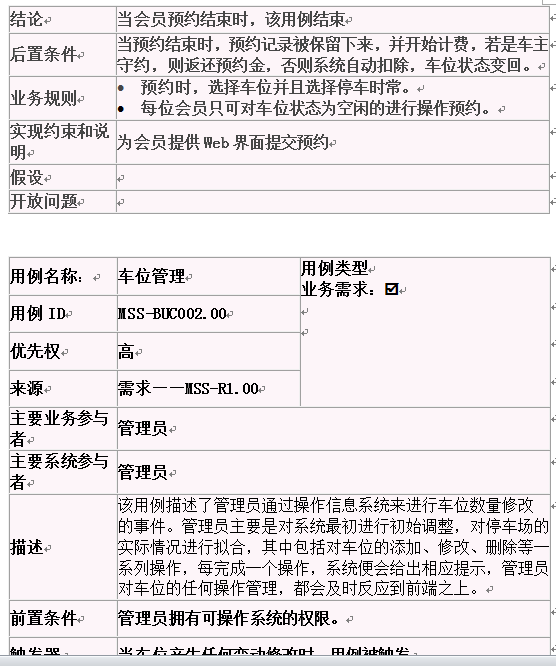 结论 当会员预约结束时，该用例结束
后置条件 当预约结束时，预约记录被保留下来，并开始计费，若是车主
守约，则返还预约金，否则系统自动扣除，车位状态变回。
业务规则 ● 预约时，选择车位并且选择停车时常。
● 每位会员只可对车位状态为空闲的进行操作预约。
实现约束和说
明
为会员提供 Web 界面提交预约
假设
开放问题
用例名称： 车位管理
用例类型
业务需求：☑
用例 ID MSS-BUC002.00
优先权 高
来源 需求——MSS-R1.00
主要业务参与
者
管理员
主要系统参与
者
管理员
描述
该用例描述了管理员通过操作信息系统来进行车位数量修改
的事件。管理员主要是对系统最初进行初始调整，对停车场的
实际情况进行拟合，其中包括对车位的添加、修改、删除等一
系列操作，每完成一个操作，系统便会给出相应提示，管理员
对车位的任何操作管理，都会及时反应到前端之上。
前置条件 管理员拥有可操作系统的权限。
触发器 当车位产生任何变动修改时，用例被触发